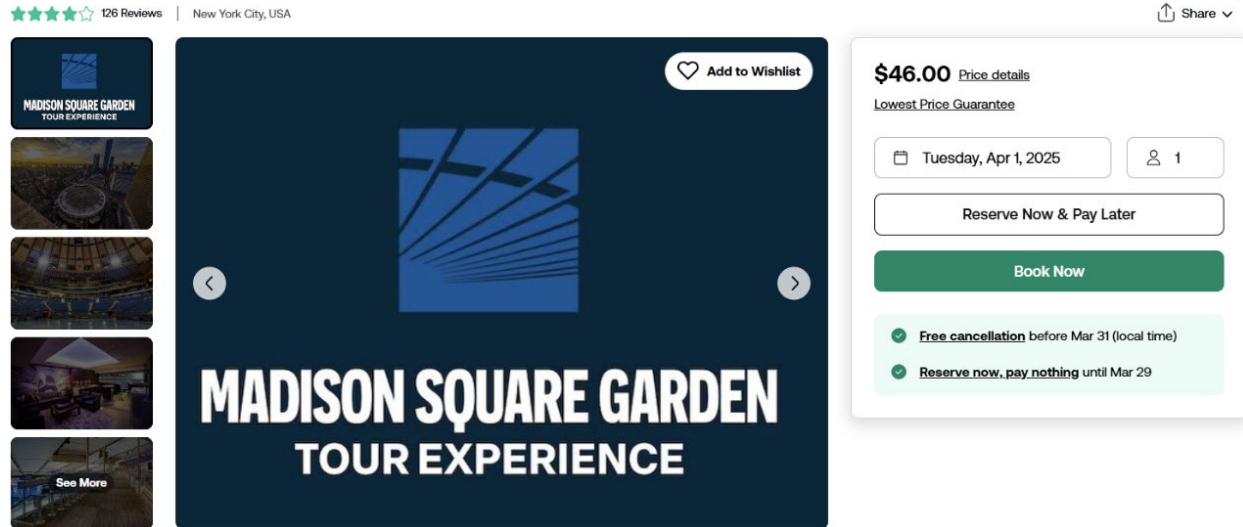 126 Reviews | New York City, USA
Share
MADISON SQUARE GARDEN
TOUR EXPERIENCE
See More
Add to Wishlist
MADISON SQUARE GARDEN
TOUR EXPERIENCE
$46.00 Price details
Lowest Price Guarantee
Tuesday, Apr 1, 2025 1
Reserve Now & Pay Later
Book Now
Free cancellation before Mar 31 (local time)
Reserve now, pay nothing until Mar 29